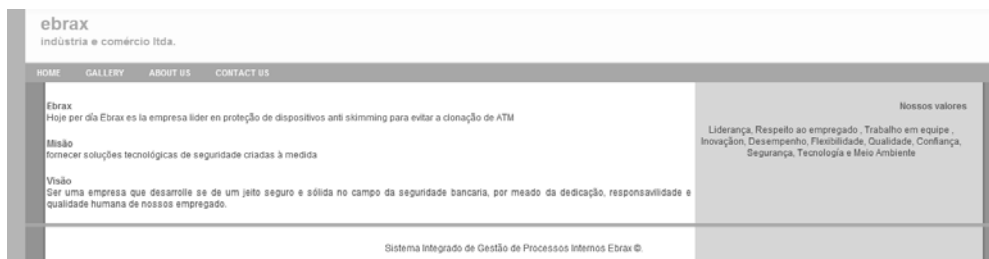 ebrax
indústria e comércio ltda.
HOME GALLERY ABOUT US CONTACT US
Ebrax
Hoje per día Ebrax es la empresa lider en proteção de dispositivos anti skimming para evitar a clonação de ATM
Misão
fornecer soluções tecnológicas de seguridade criadas à medida
Visão
Ser uma empresa que desarrolle se de um jeito seguro e sólida no campo da seguridade bancaria, por meado da dedicação, responsavilidade e
qualidade humana de nossos empregado.
Nossos valores
Liderança, Respeito ao empregado , Trabalho em equipe ,
Inovaçãon, Desempenho, Flexibilidade, Qualidade, Confiança,
Segurança, Tecnología e Meio Ambiente
Sistema Integrado de Gestão de Processos Internos Ebrax ©.